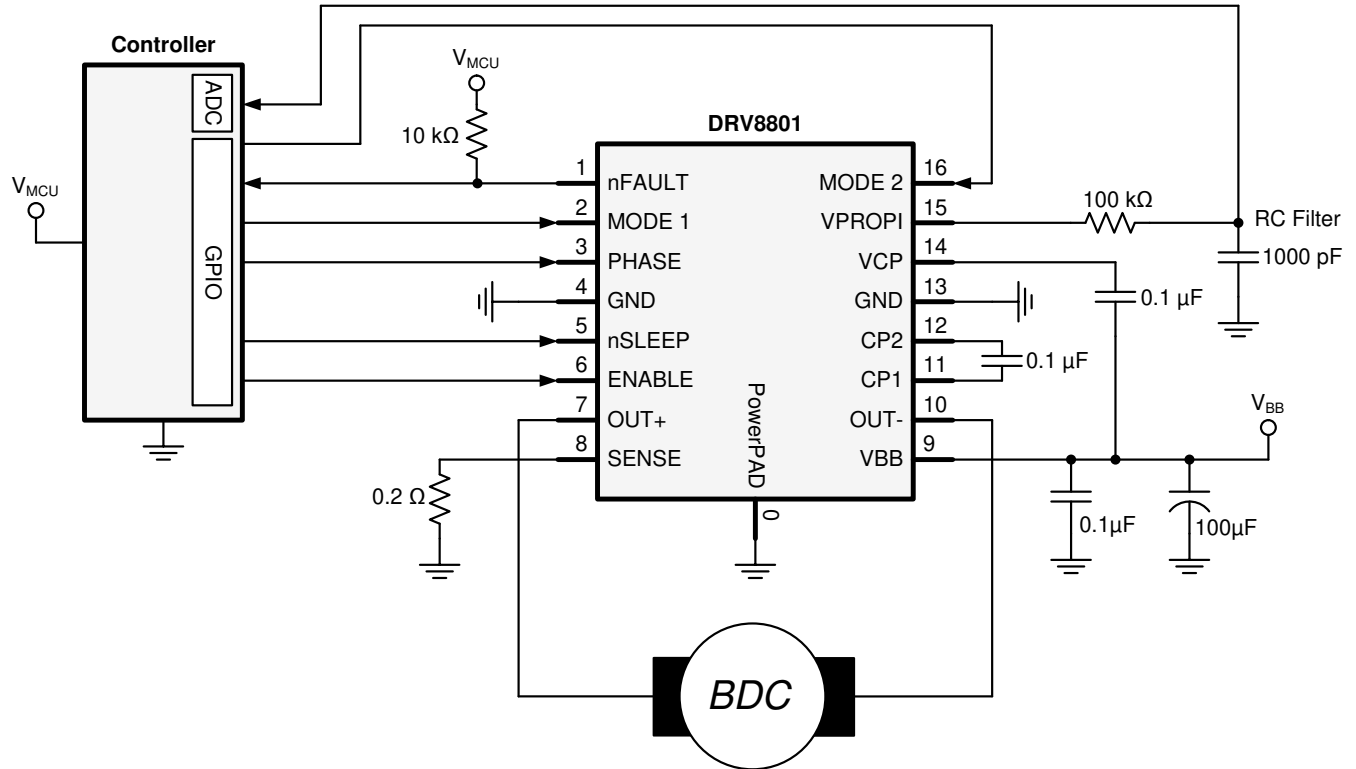 Controller
ADC
GPIO
VMCU
VMCU
10 kΩ
DRV8801
1
nFAULT
2
MODE 1
3
PHASE
4
GND
5
nSLEEP
6
ENABLE
7
OUT+
8
SENSE
16
MODE 2
15
VPROPI
14
VCP
13
GND
12
CP2
11
CP1
10
OUT-
9
VBB
PowerPAD
0
100 kΩ
RC Filter
1000 pF
0.1 µF
0.1 µF
VBB
0.1µF
100µF
0.2 Ω
BDC